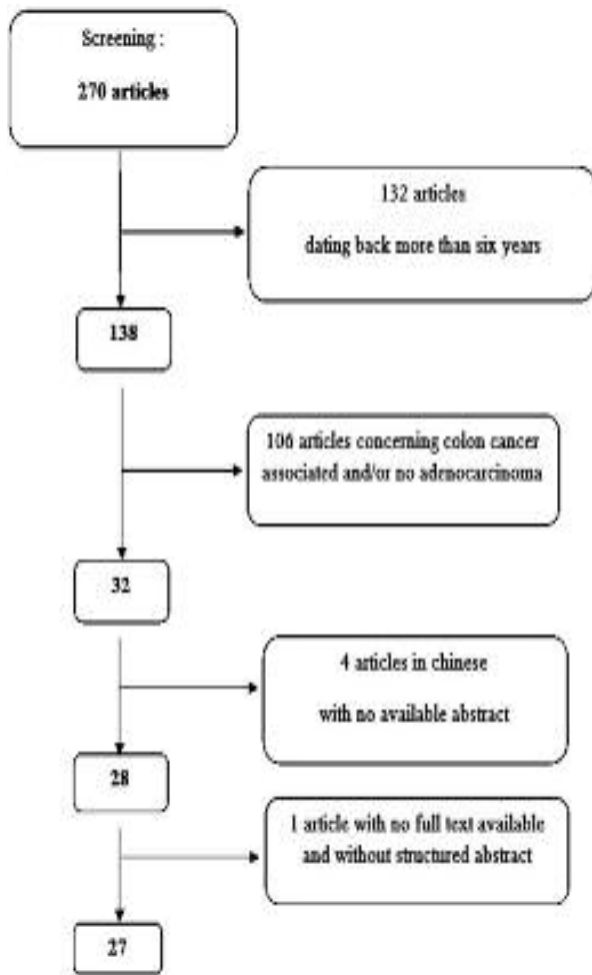 Screening :
270 articles
132 articles
dating back more than six years
138
106 articles concerning colon cancer
associated and/or no adenocarcinoma
32
4 articles in chinese
with no available abstract
28
1 article with no full text available
and without structured abstract
27